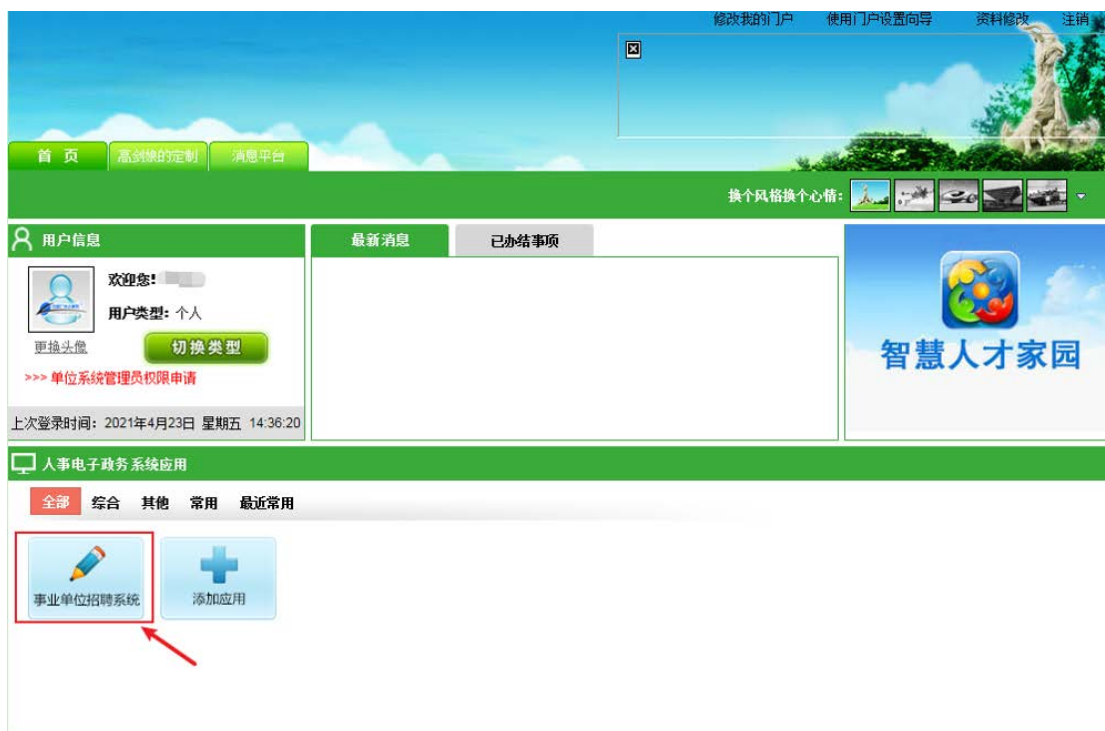 修改我的门户 使用门户设置向导 资料修改 注销
首 页 高剑娘的定制 消息平台
换个风格换个心情:
用户信息
最新消息 已办结事项
欢迎您!
用户类型: 个人
更换头像 切换类型
>>> 单位系统管理员权限申请
上次登录时间: 2021年4月23日 星期五 14:36:20
智慧人才家园
人事电子政务系统应用
全部 综合 其他 常用 最近常用
事业单位招聘系统 添加应用